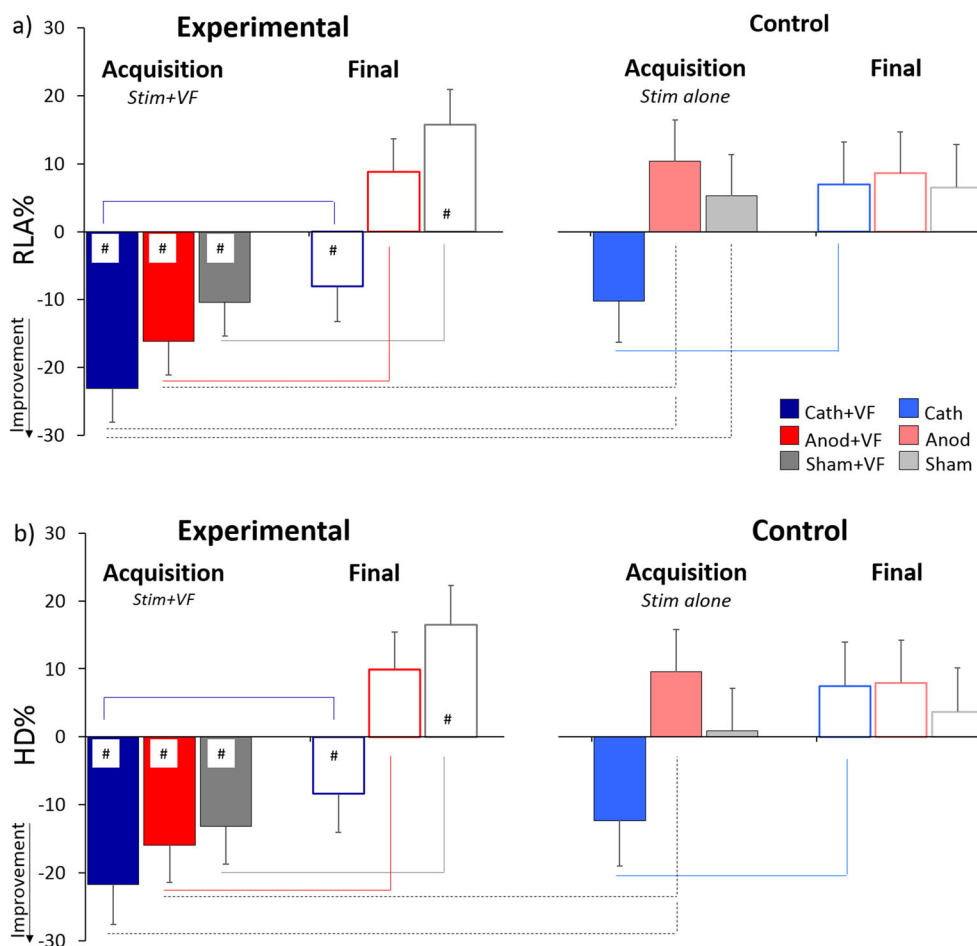 a)
Experimental
Control
Acquisition
Final
Acquisition
Final
Stim+VF
Stim alone
30
20
10
0
-10
-20
-30
RLA%
Improvement
# # # # #
Cath+VF
Cath
Anod+VF
Anod
Sham+VF
Sham
b)
Experimental
Control
Acquisition
Final
Acquisition
Final
Stim+VF
Stim alone
30
20
10
0
-10
-20
-30
HD%
Improvement
# # # # #